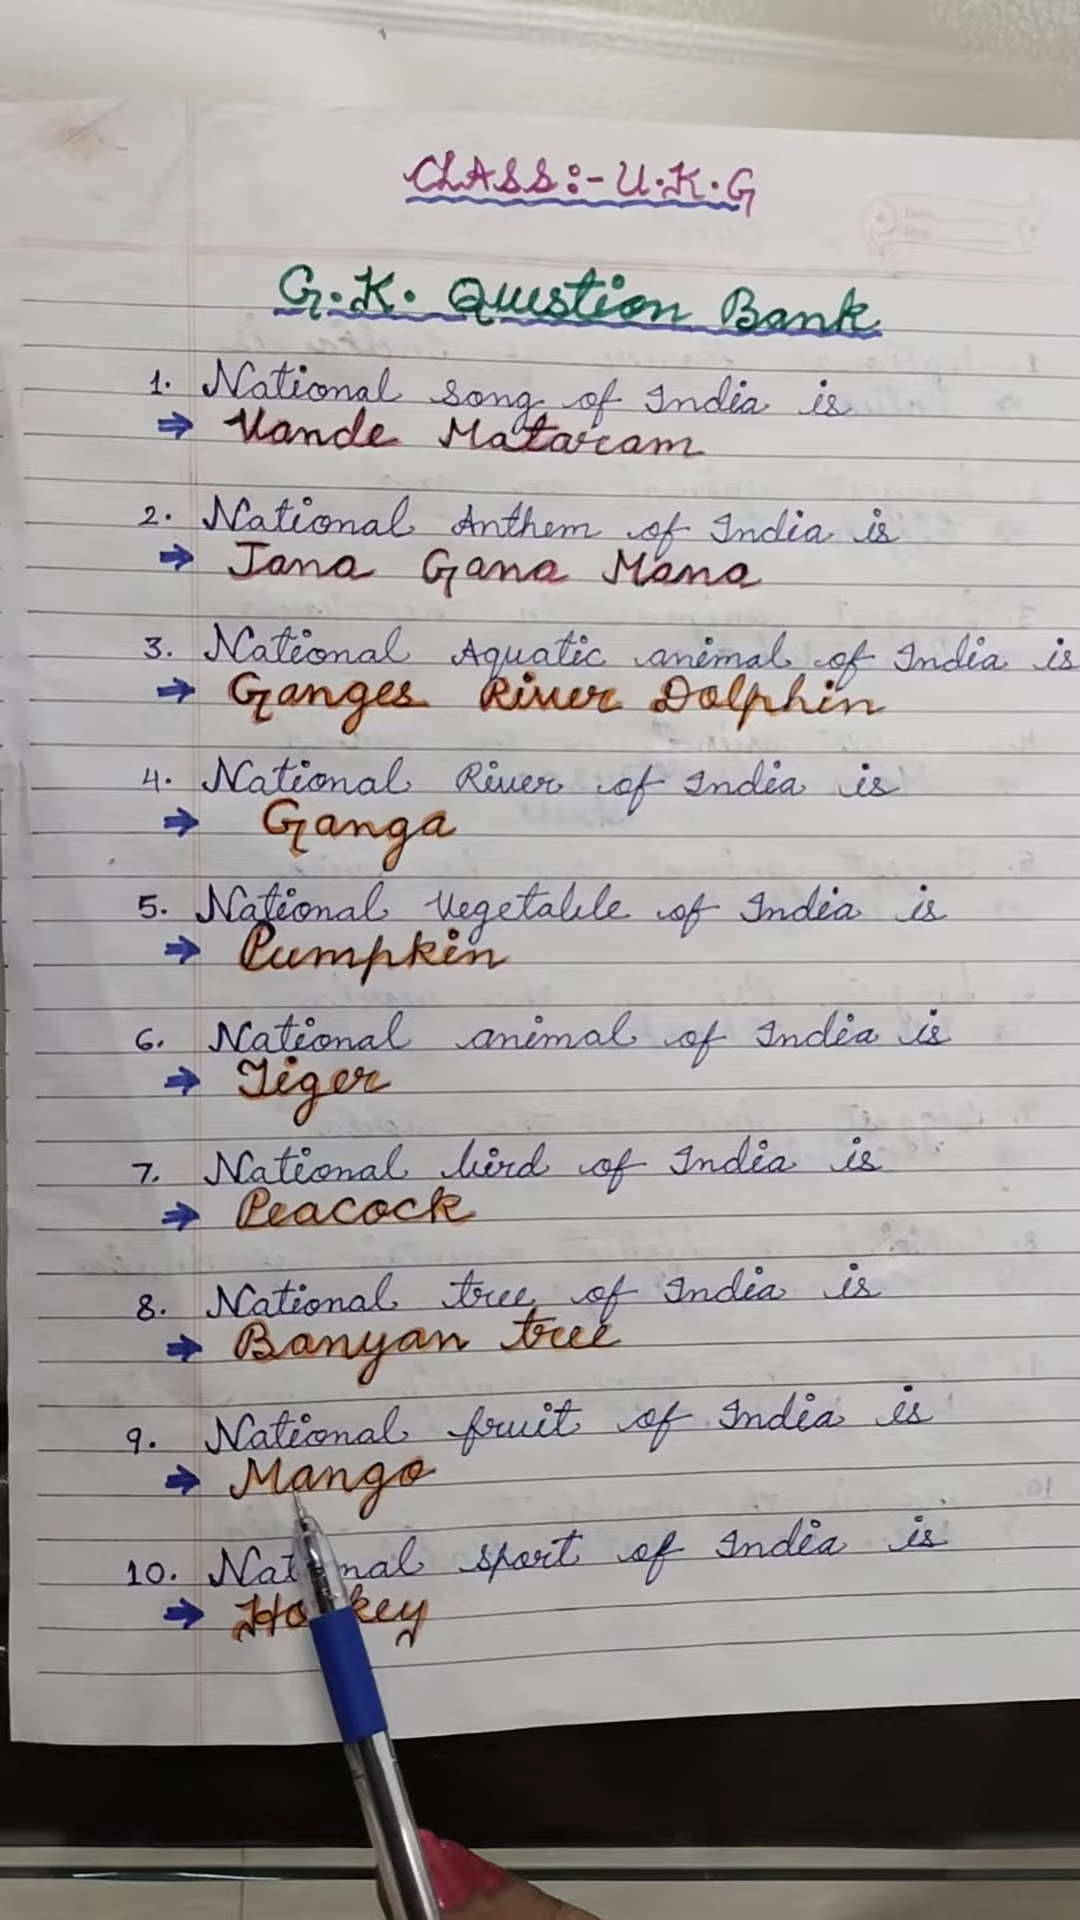 CLASS:- U.K.G
G.K. Question Bank
1. National song of India is
⇒ Vande Mataram
2. National Anthem of India is
⇒ Jana Gana Mana
3. National Aquatic animal of India is
⇒ Ganges River Dolphin
4. National River of India is
⇒ Ganga
5. National Vegetable of India is
⇒ Pumpkin
6. National animal of India is
⇒ Tiger
7. National bird of India is
⇒ Peacock
8. National tree of India is
⇒ Banyan tree
9. National fruit of India is
⇒ Mango
10. National sport of India is
⇒ Hockey